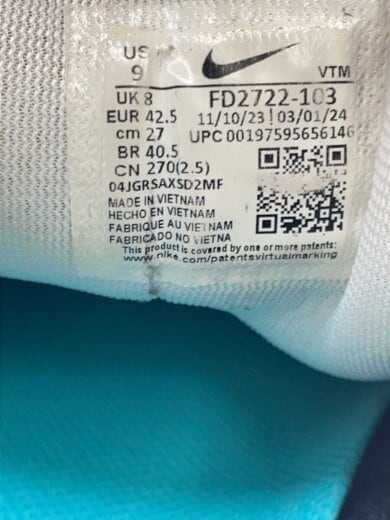 US 9
VTM
UK 8
FD2722-103
EUR 42.5
11/10/23 | 03/01/24
cm 27
UPC 00197595656146
BR 40.5
CN 270(2.5)
04JGRSAXSD2MF
MADE IN VIETNAM
HECHO EN VIETNAM
FABRIQUE AU VIETNAM
FABRICADO NO VIETNA
This product is covered by one or more patents:
www.nike.com/patentsvirtualmarking